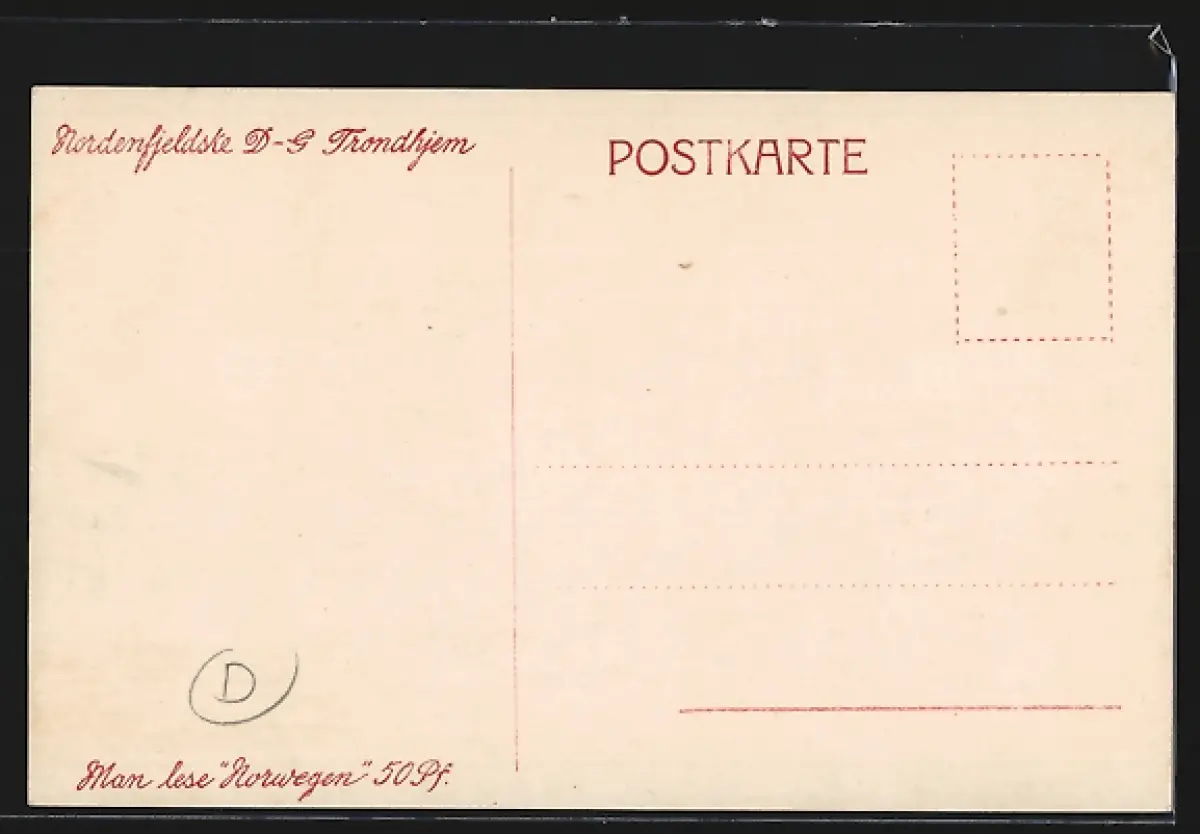 Nordenfjeldske D-G Trondhjem
POSTKARTE
D
Man lese "Norwegen" 50 Pf.